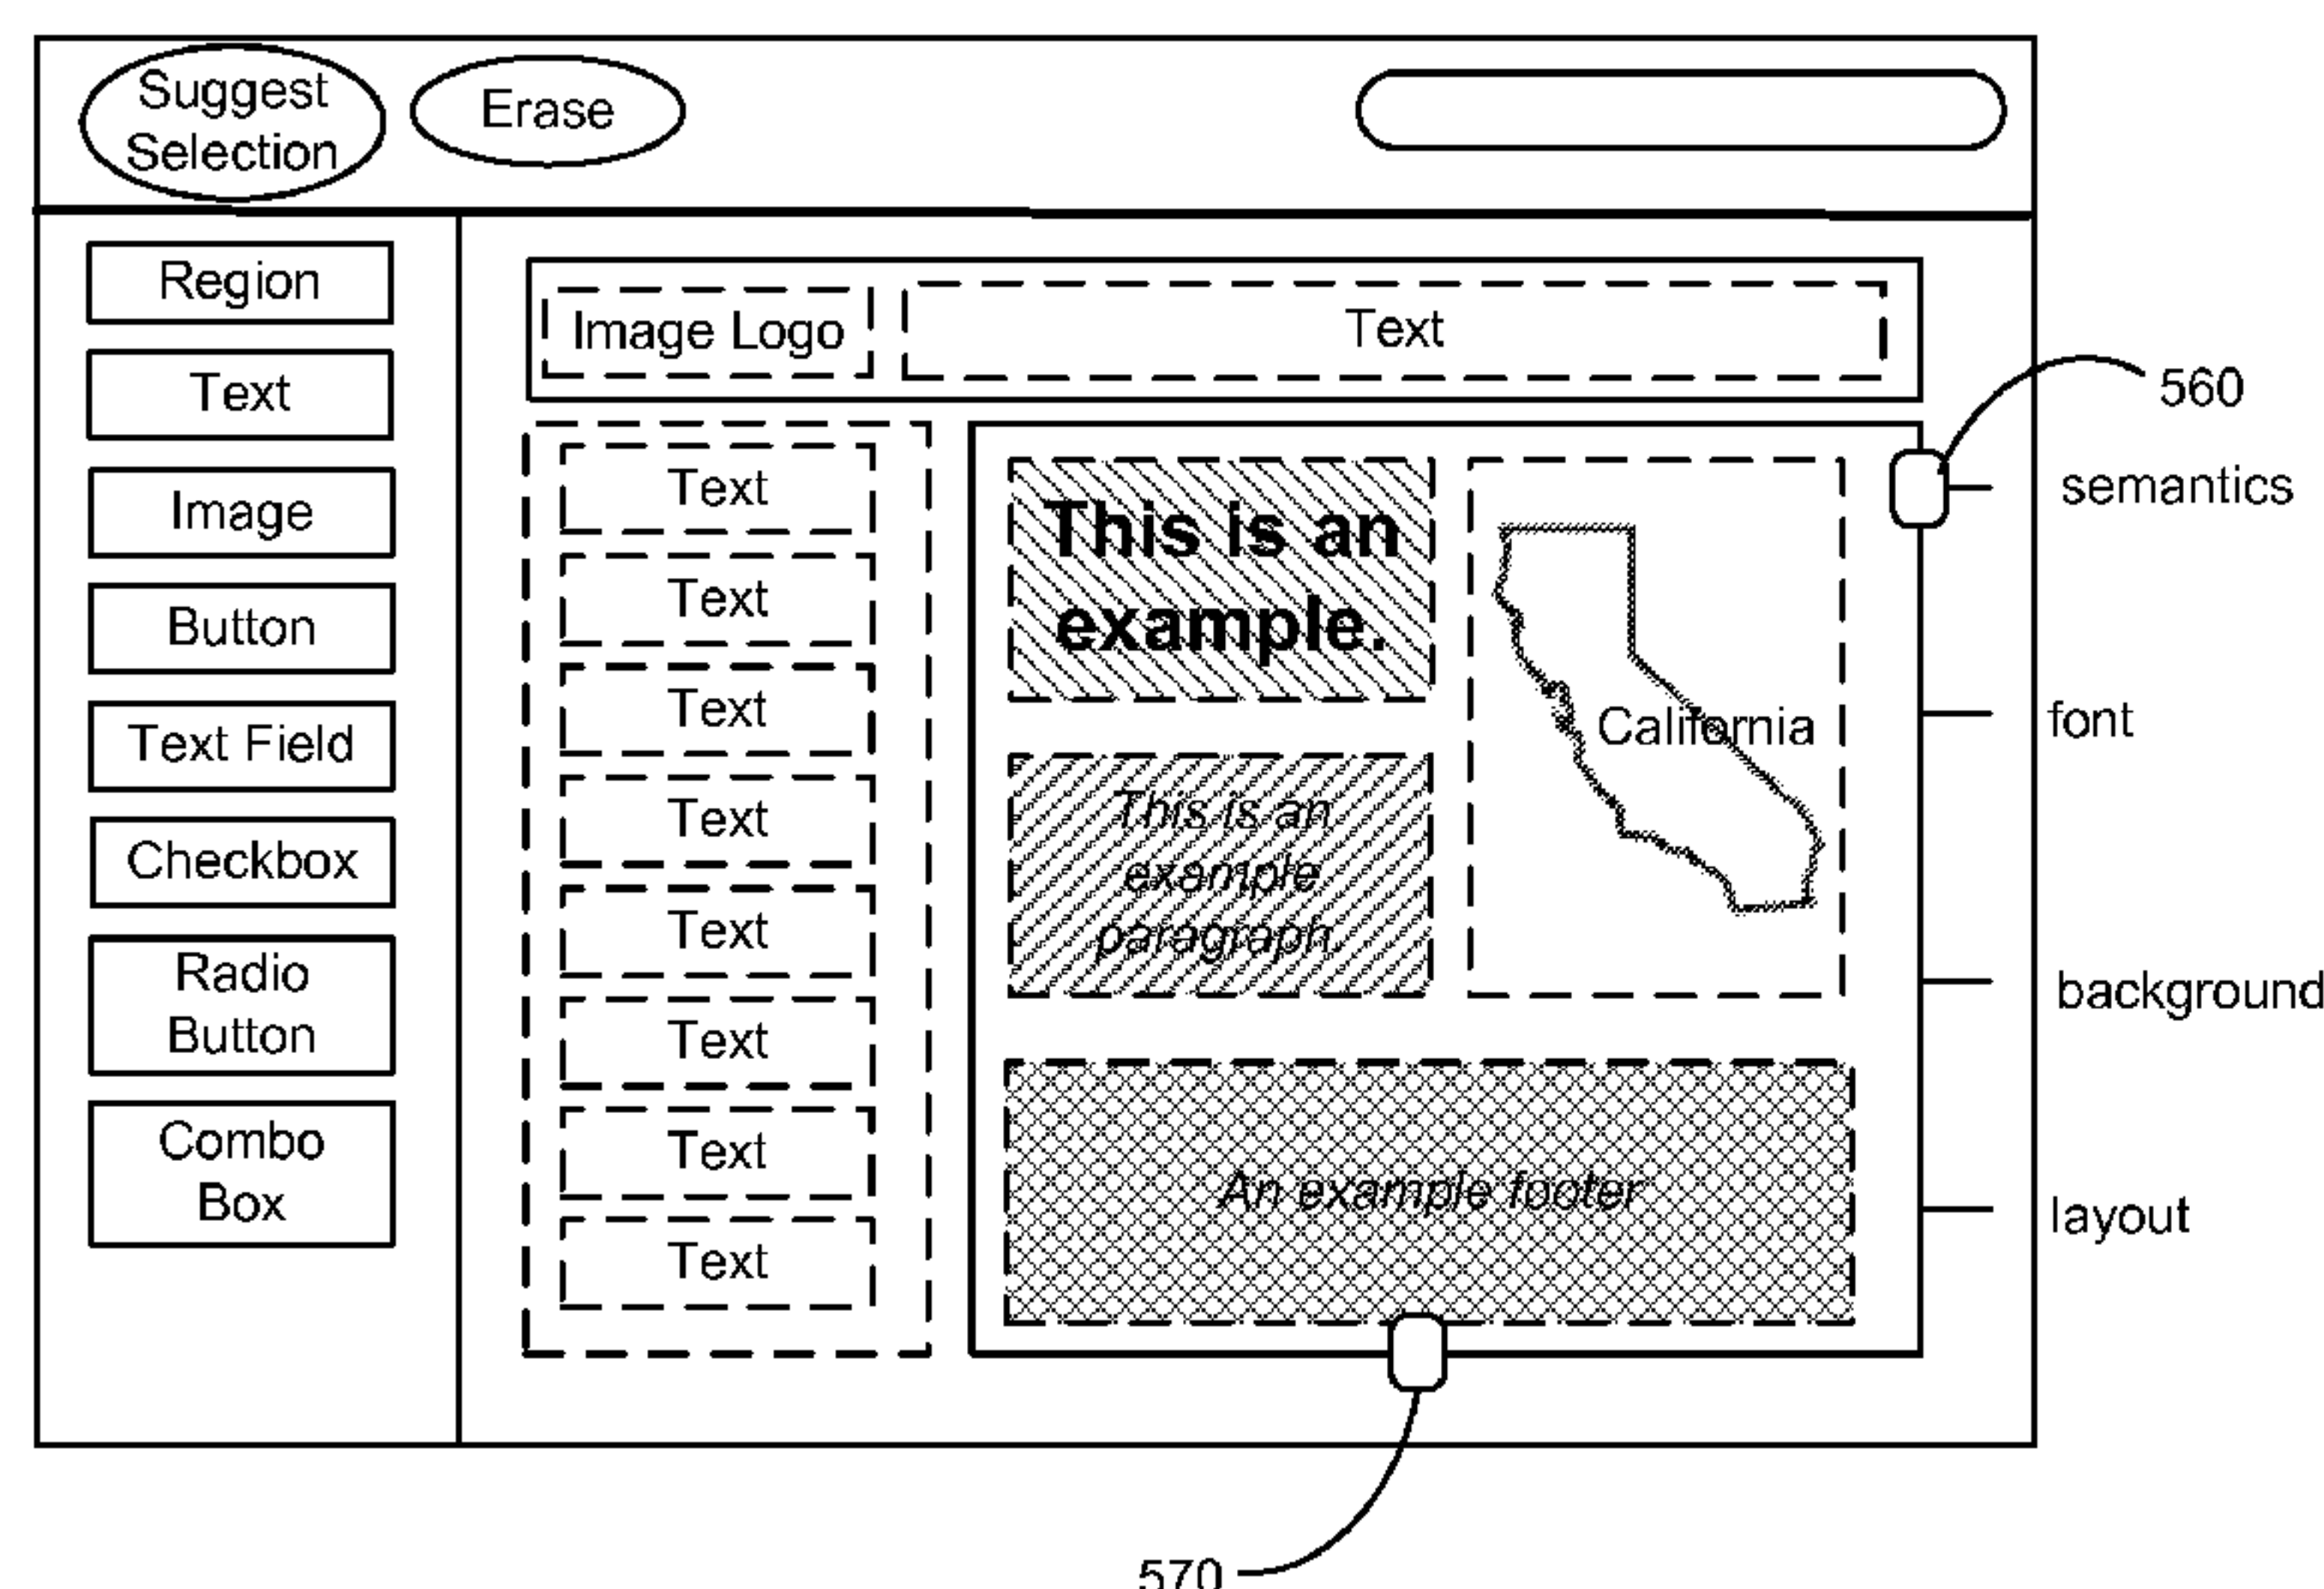 Suggest
Selection
Erase
Region
Text
Image
Button
Text Field
Checkbox
Radio
Button
Combo
Box
Image Logo
Text
Text
Text
Text
Text
Text
Text
Text
Text
This is an
example.
This is an
example
paragraph.
California
An example footer
560
semantics
font
background
layout
570